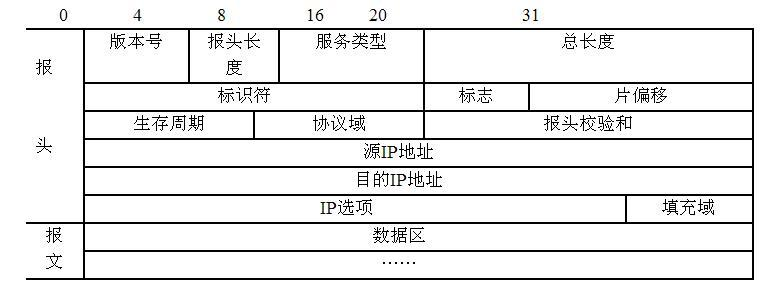 0 4 8 16 20 31
报头
版本号 报头长度 服务类型 总长度
标识符 标志 片偏移
生存周期 协议域 报头校验和
源IP地址
目的IP地址
IP选项 填充域
报文
数据区
……